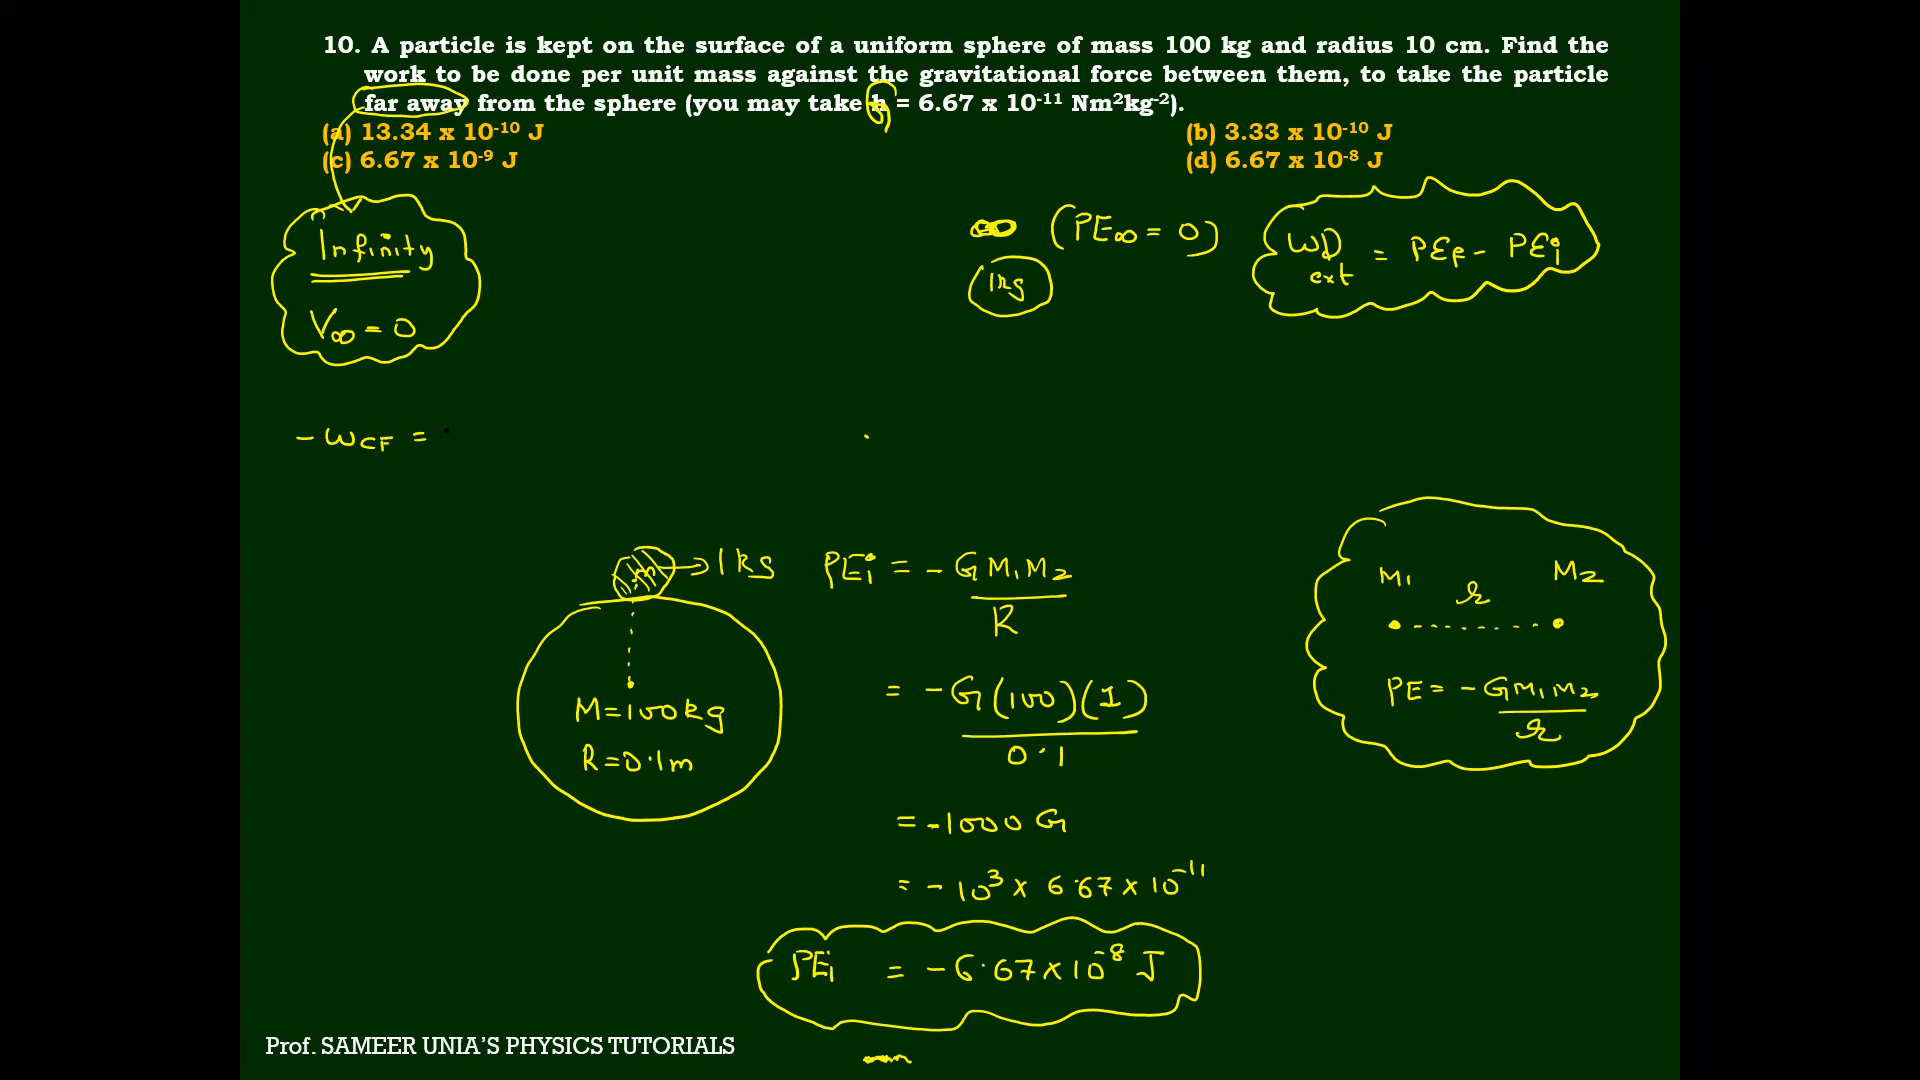 10. A particle is kept on the surface of a uniform sphere of mass 100 kg and radius 10 cm. Find the
work to be done per unit mass against the gravitational force between them, to take the particle
far away from the sphere (you may take G = 6.67 x 10⁻¹¹ Nm²kg⁻²).
(a) 13.34 x 10⁻¹⁰ J
(b) 3.33 x 10⁻¹⁰ J
(c) 6.67 x 10⁻⁹ J
(d) 6.67 x 10⁻⁸ J
Infinity
V∞ = 0
∞ (PE∞ = 0)
1kg
WD ext = PEf - PEi
- WCF =
m → 1kg
M = 100kg
R = 0.1m
PEi = - GM₁M₂ / R
= - G(100)(1) / 0.1
= -1000 G
= - 10³ x 6.67 x 10⁻¹¹
PEi = - 6.67 x 10⁻⁸ J
M₁ r M₂
PE = - GM₁M₂ / r
Prof. SAMEER UNIA'S PHYSICS TUTORIALS